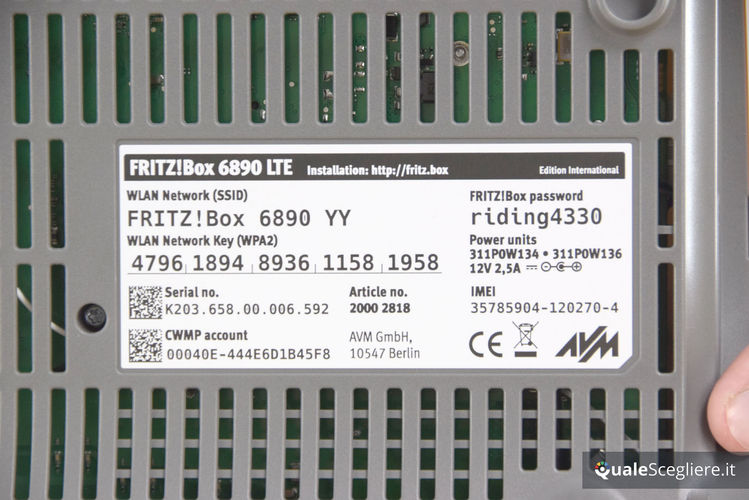 FRITZ!Box 6890 LTE Installation: http://fritz.box Edition International
WLAN Network (SSID)
FRITZ!Box 6890 YY
WLAN Network Key (WPA2)
4796 1894 8936 1158 1958
FRITZ!Box password
riding4330
Power units
311P0W134 • 311P0W136
12V 2,5A
Serial no.
K203.658.00.006.592
Article no.
2000 2818
IMEI
35785904-120270-4
CWMP account
00040E-444E6D1B45F8
AVM GmbH,
10547 Berlin
CE
AVM
QualeScegliere.it